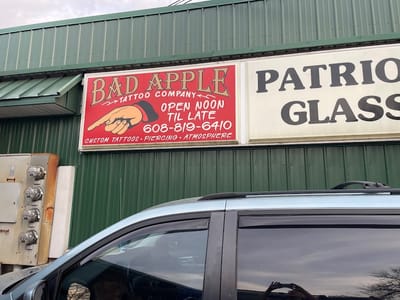 BAD APPLE
TATTOO COMPANY
OPEN NOON
TIL LATE
608-819-6410
CUSTOM TATTOOS • PIERCING • ATMOSPHERE
PATRIO
GLASS